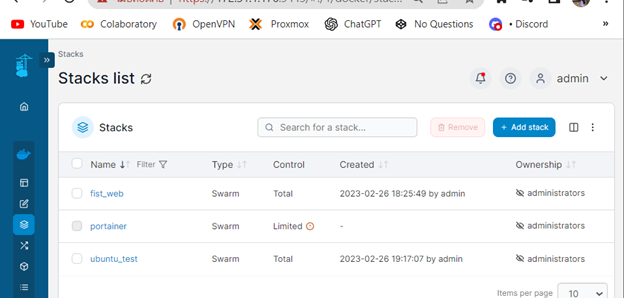 YouTube Colaboratory OpenVPN Proxmox ChatGPT No Questions • Discord »
Stacks
Stacks list
admin
Stacks
Search for a stack...
Remove
+ Add stack
Name Filter Type Control Created Ownership
fist_web Swarm Total 2023-02-26 18:25:49 by admin administrators
portainer Swarm Limited - administrators
ubuntu_test Swarm Total 2023-02-26 19:17:07 by admin administrators
Items per page 10